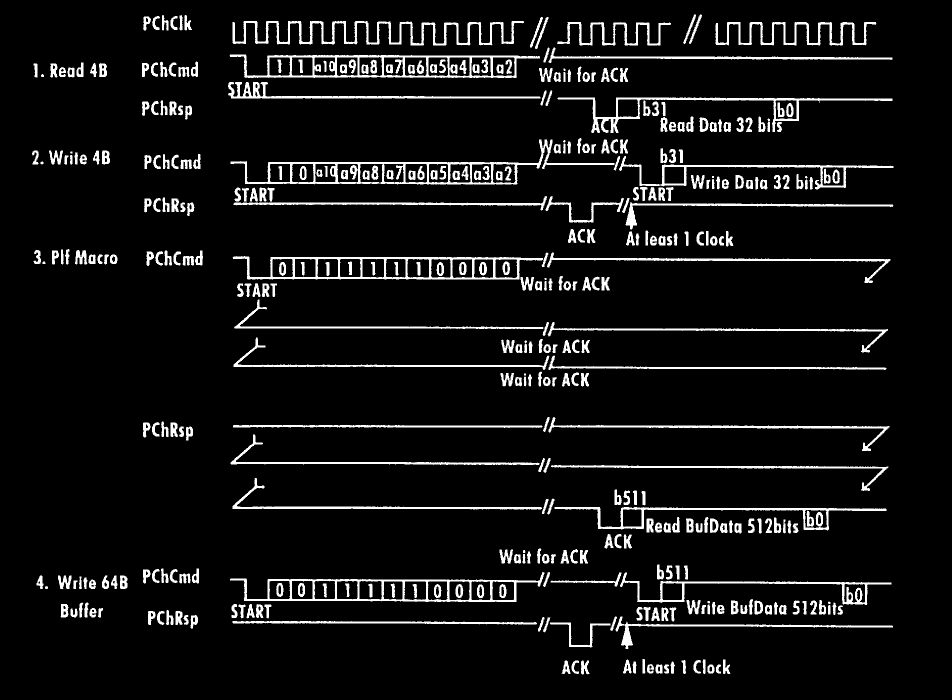 PChClk
1. Read 4B PChCmd 1 1 a10 a9 a8 a7 a6 a5 a4 a3 a2 Wait for ACK
START
PChRsp b31 b0
ACK Read Data 32 bits
Wait for ACK
2. Write 4B PChCmd 1 0 a10 a9 a8 a7 a6 a5 a4 a3 a2 b31 Write Data 32 bits b0
START START
PChRsp
ACK At least 1 Clock
3. Plf Macro PChCmd 0 1 1 1 1 1 1 0 0 0 0 Wait for ACK
START
Wait for ACK
Wait for ACK
PChRsp
b511
Read BufData 512bits b0
ACK
Wait for ACK
4. Write 64B PChCmd b511
0 0 1 1 1 1 1 0 0 0 0 b0
Buffer START START Write BufData 512bits
PChRsp
ACK At least 1 Clock